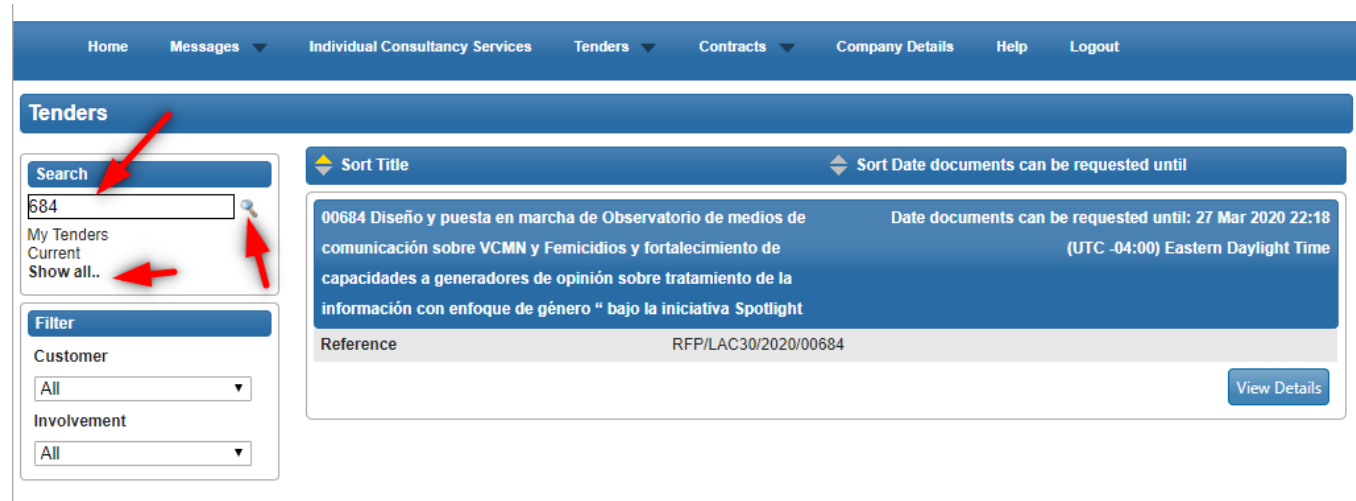 Home Messages Individual Consultancy Services Tenders Contracts Company Details Help Logout
Tenders
Search
684
My Tenders
Current
Show all..
Filter
Customer
All
Involvement
All
Sort Title Sort Date documents can be requested until
00684 Diseño y puesta en marcha de Observatorio de medios de
comunicación sobre VCMN y Femicidios y fortalecimiento de
capacidades a generadores de opinión sobre tratamiento de la
información con enfoque de género “ bajo la iniciativa Spotlight
Date documents can be requested until: 27 Mar 2020 22:18
(UTC -04:00) Eastern Daylight Time
Reference RFP/LAC30/2020/00684
View Details